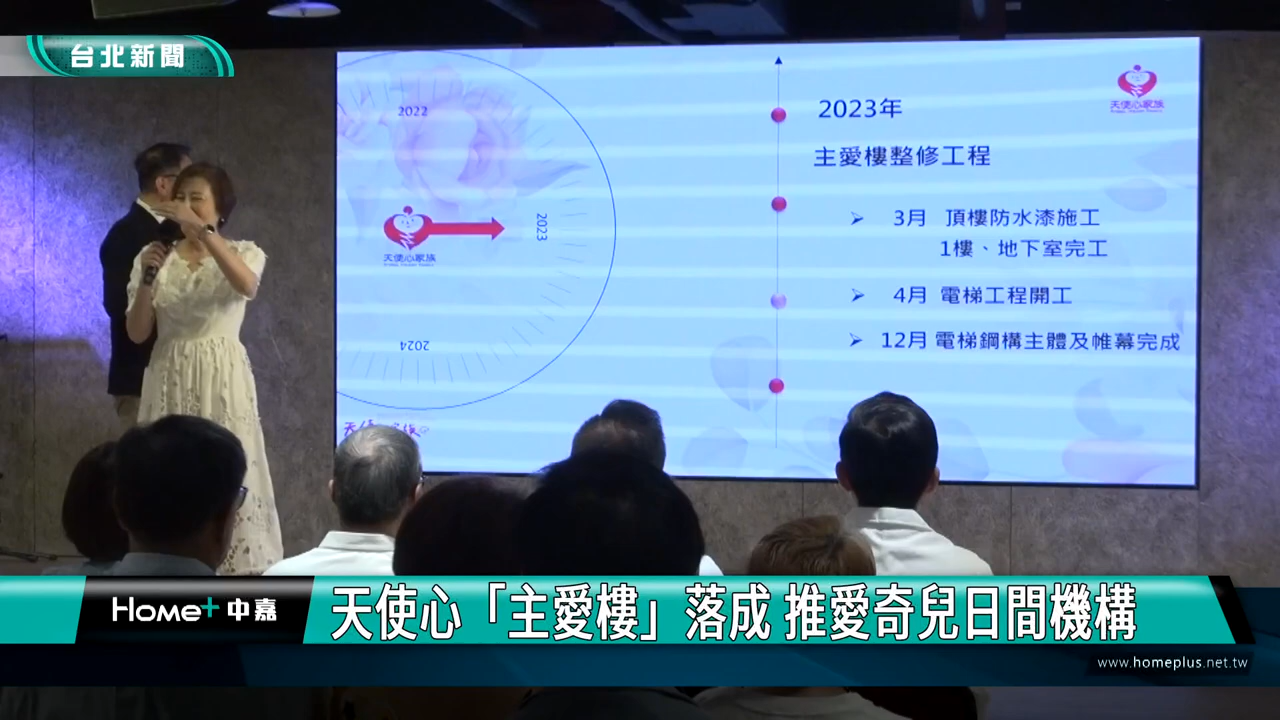 台北新聞
2022
2023
2024
天使心家族
天使心家族
2023年
主愛樓整修工程
➢ 3月 頂樓防水漆施工
1樓、地下室完工
➢ 4月 電梯工程開工
➢ 12月 電梯鋼構主體及帷幕完成
Home+中嘉
天使心「主愛樓」落成 推愛奇兒日間機構
www.homeplus.net.tw